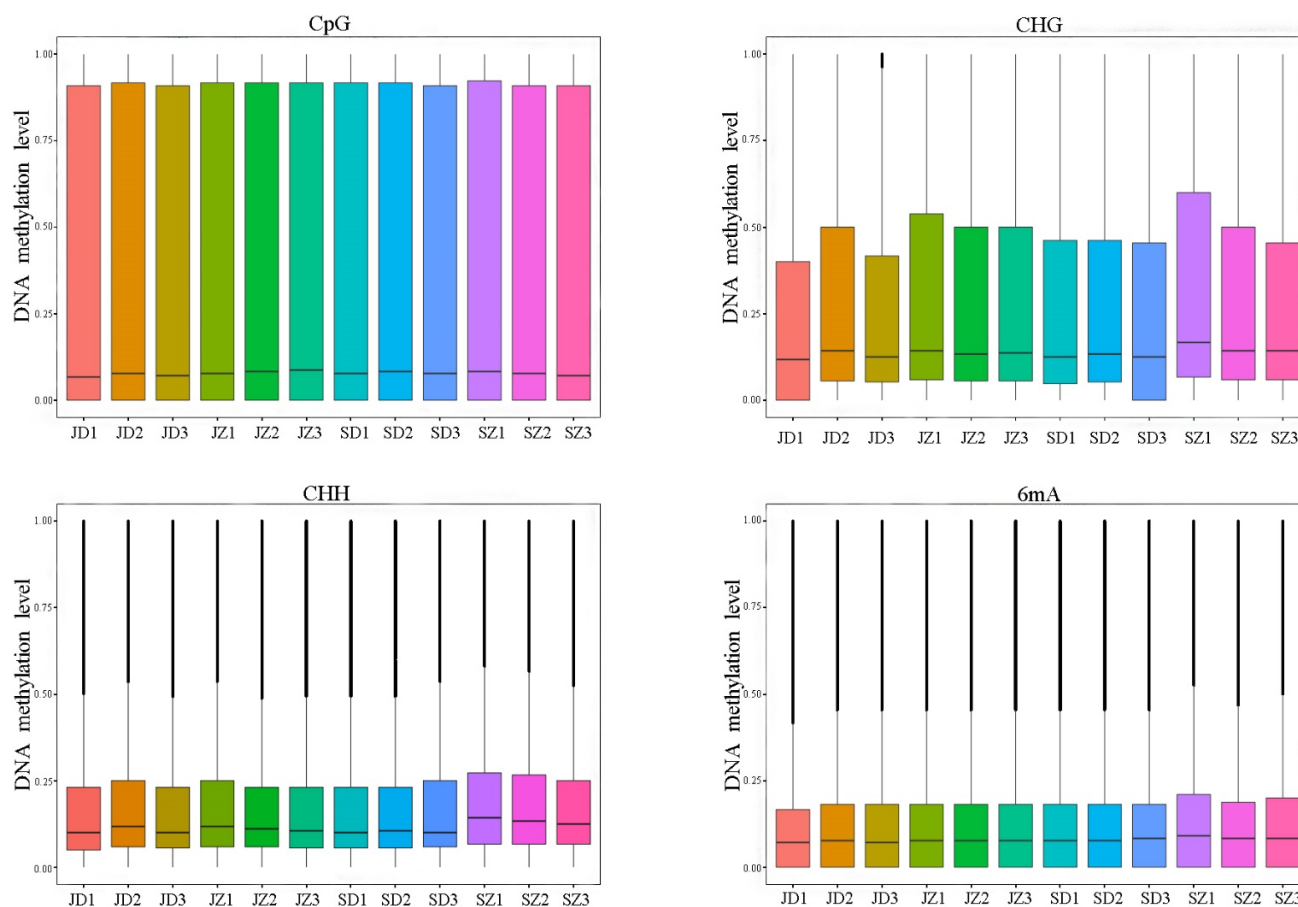 CpG
DNA methylation level
1.00
0.75
0.50
0.25
0.00
JD1 JD2 JD3 JZ1 JZ2 JZ3 SD1 SD2 SD3 SZ1 SZ2 SZ3
CHG
DNA methylation level
1.00
0.75
0.50
0.25
0.00
JD1 JD2 JD3 JZ1 JZ2 JZ3 SD1 SD2 SD3 SZ1 SZ2 SZ3
CHH
DNA methylation level
1.00
0.75
0.50
0.25
0.00
JD1 JD2 JD3 JZ1 JZ2 JZ3 SD1 SD2 SD3 SZ1 SZ2 SZ3
6mA
DNA methylation level
1.00
0.75
0.50
0.25
0.00
JD1 JD2 JD3 JZ1 JZ2 JZ3 SD1 SD2 SD3 SZ1 SZ2 SZ3